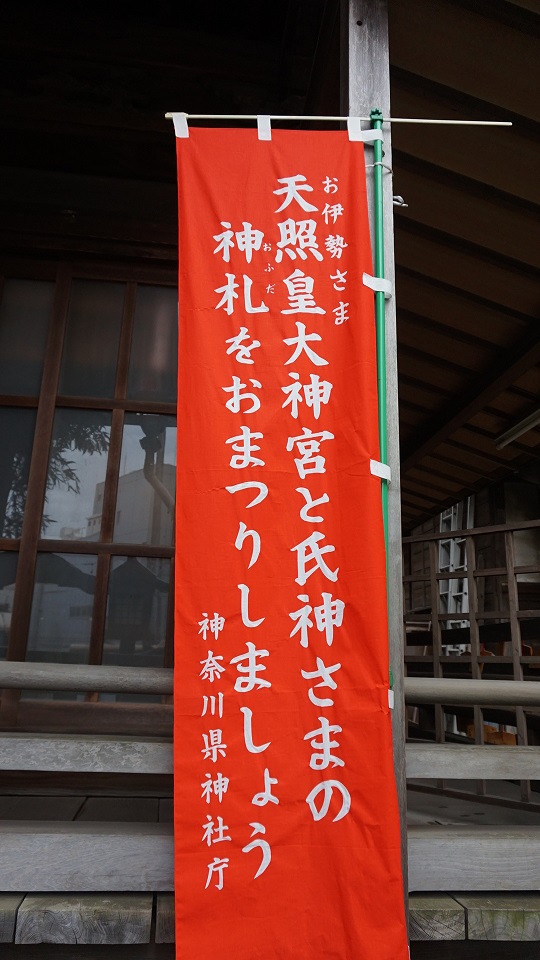 お伊勢さま
天照皇大神宮と氏神さまの
おふだ
神札をおまつりしましょう
神奈川県神社庁